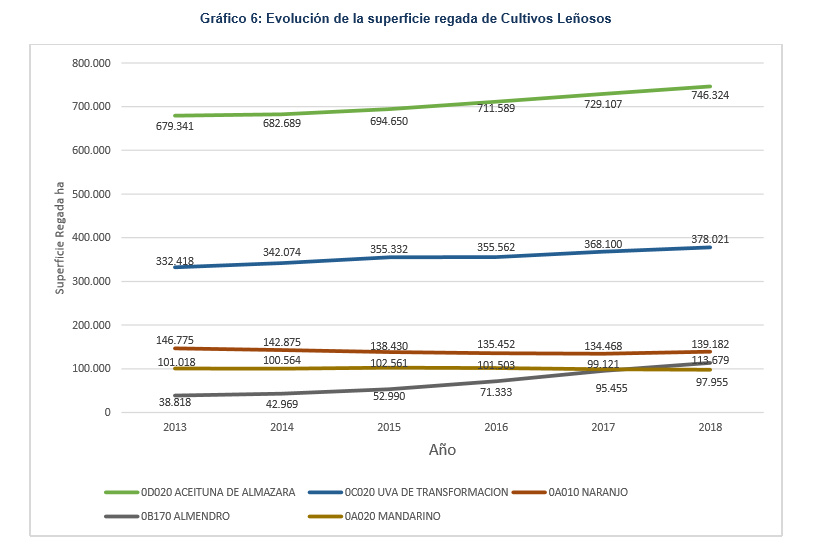 Gráfico 6: Evolución de la superficie regada de Cultivos Leñosos
800.000
700.000
600.000
500.000
400.000
300.000
200.000
100.000
0
Superficie Regada ha
679.341 682.689 694.650 711.589 729.107 746.324
332.418 342.074 355.332 355.562 368.100 378.021
146.775 142.875 138.430 135.452 134.468 139.182
101.018 100.564 102.561 101.503 99.121 97.955
38.818 42.969 52.990 71.333 95.455 113.679
2013 2014 2015 2016 2017 2018
Año
0D020 ACEITUNA DE ALMAZARA 0C020 UVA DE TRANSFORMACION 0A010 NARANJO
0B170 ALMENDRO 0A020 MANDARINO